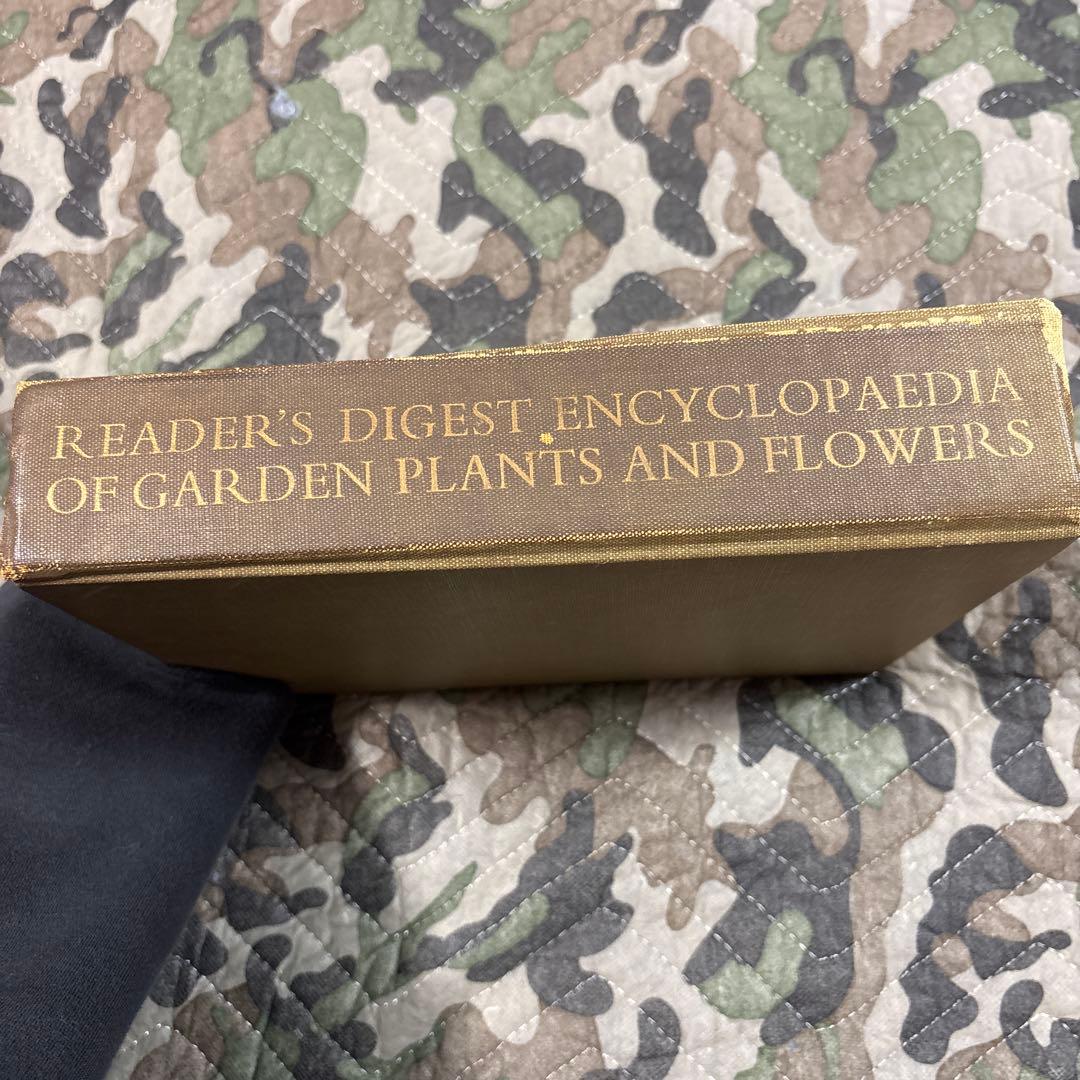 READER'S DIGEST ENCYCLOPAEDIA
OF GARDEN PLANTS AND FLOWERS